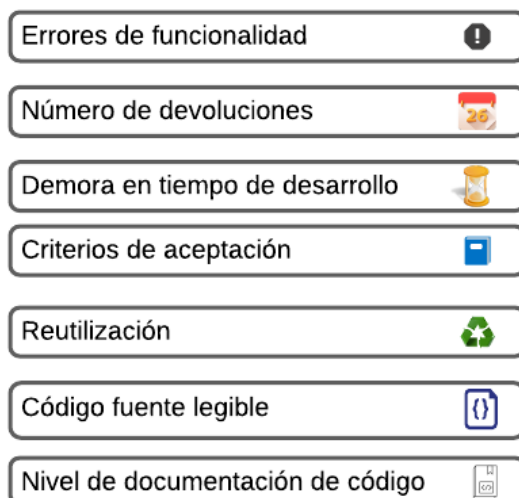 Errores de funcionalidad
Número de devoluciones
26
Demora en tiempo de desarrollo
Criterios de aceptación
Reutilización
Código fuente legible
{}
Nivel de documentación de código